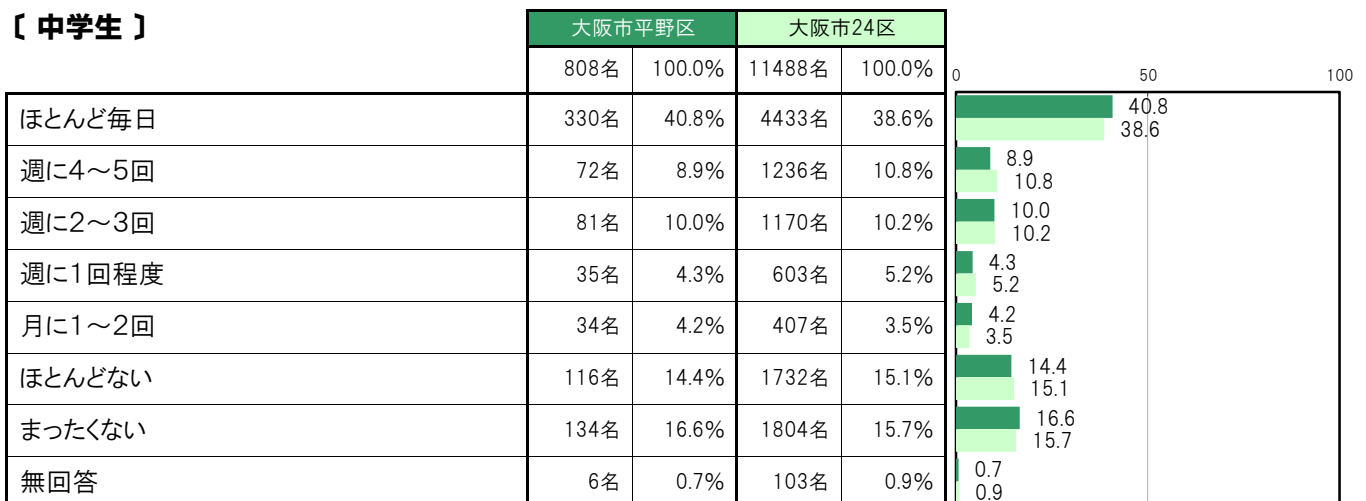 〔 中学生 〕
大阪市平野区 大阪市24区
808名 100.0% 11488名 100.0%
0 50 100
ほとんど毎日 330名 40.8% 4433名 38.6% 40.8
38.6
週に4～5回 72名 8.9% 1236名 10.8% 8.9
10.8
週に2～3回 81名 10.0% 1170名 10.2% 10.0
10.2
週に1回程度 35名 4.3% 603名 5.2% 4.3
5.2
月に1～2回 34名 4.2% 407名 3.5% 4.2
3.5
ほとんどない 116名 14.4% 1732名 15.1% 14.4
15.1
まったくない 134名 16.6% 1804名 15.7% 16.6
15.7
無回答 6名 0.7% 103名 0.9% 0.7
0.9